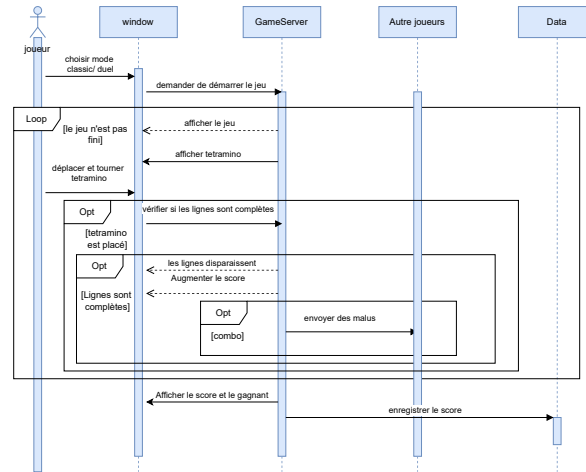 window
GameServer
Autre joueurs
Data
joueur
choisir mode
classic/ duel
demander de démarrer le jeu
Loop
afficher le jeu
[le jeu n'est pas
fini]
afficher tetramino
déplacer et tourner
tetramino
Opt
vérifier si les lignes sont complètes
[tetramino
est placé]
Opt
les lignes disparaissent
Augmenter le score
[Lignes sont
complètes]
Opt
envoyer des malus
[combo]
Afficher le score et le gagnant
enregistrer le score